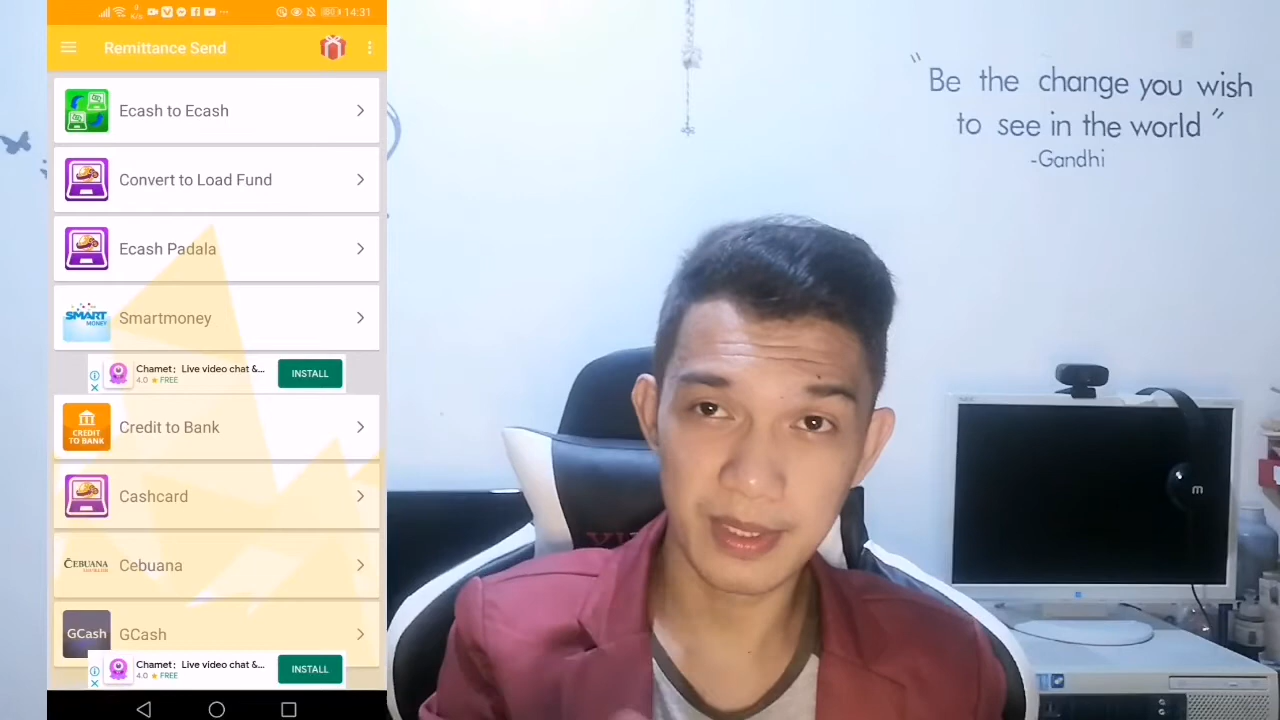 14:31
Remittance Send
Ecash to Ecash
Convert to Load Fund
Ecash Padala
SMART
MONEY
Smartmoney
Chamet; Live video chat &...
4.0 ★ FREE
INSTALL
CREDIT
TO BANK
Credit to Bank
Cashcard
CEBUANA
Cebuana
GCash
GCash
Chamet; Live video chat &...
4.0 ★ FREE
INSTALL
"Be the change you wish
to see in the world"
-Gandhi
NEC
m